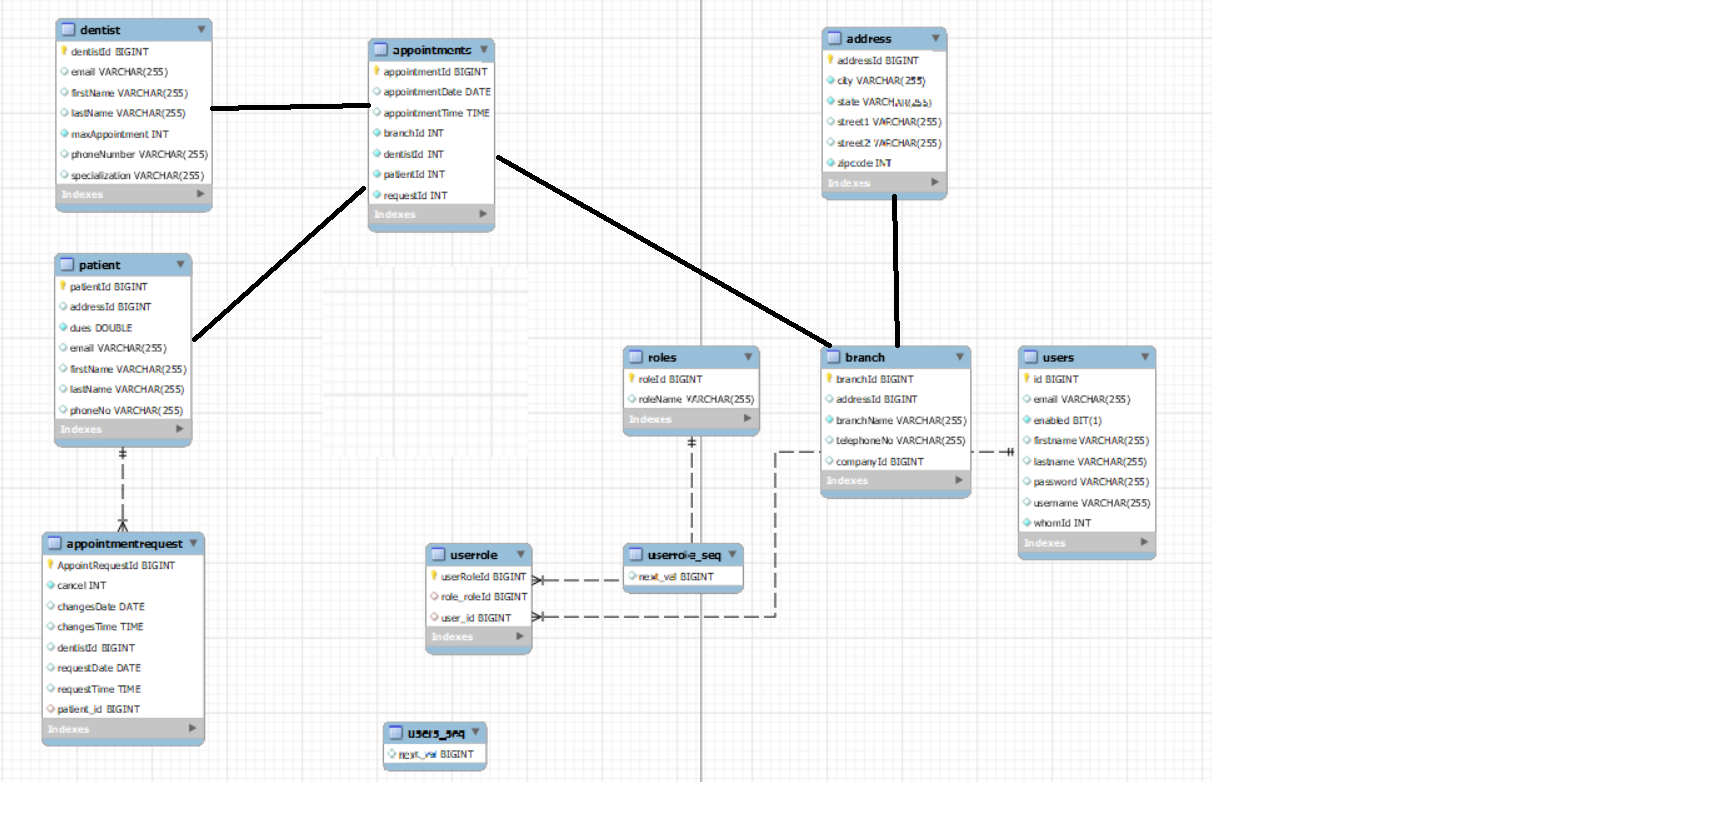 dentist
dentistId BIGINT
email VARCHAR(255)
firstName VARCHAR(255)
lastName VARCHAR(255)
maxAppointment INT
phoneNumber VARCHAR(255)
specialization VARCHAR(255)
Indexes
appointments
appointmentId BIGINT
appointmentDate DATE
appointmentTime TIME
branchId INT
dentistId INT
patientId INT
requestId INT
Indexes
address
addressId BIGINT
city VARCHAR(255)
state VARCHAR(255)
street1 VARCHAR(255)
street2 VARCHAR(255)
zipcode INT
Indexes
patient
patientId BIGINT
addressId BIGINT
dues DOUBLE
email VARCHAR(255)
firstName VARCHAR(255)
lastName VARCHAR(255)
phoneNo VARCHAR(255)
Indexes
roles
roleId BIGINT
roleName VARCHAR(255)
Indexes
branch
branchId BIGINT
addressId BIGINT
branchName VARCHAR(255)
telephoneNo VARCHAR(255)
companyId BIGINT
Indexes
users
id BIGINT
email VARCHAR(255)
enabled BIT(1)
firstname VARCHAR(255)
lastname VARCHAR(255)
password VARCHAR(255)
username VARCHAR(255)
whomId INT
Indexes
appointmentrequest
AppointRequestId BIGINT
cancel INT
changesDate DATE
changesTime TIME
dentistId BIGINT
requestDate DATE
requestTime TIME
patient_id BIGINT
Indexes
userrole
userRoleId BIGINT
role_roleId BIGINT
user_id BIGINT
Indexes
userrole_seq
next_val BIGINT
users_seq
next_val BIGINT